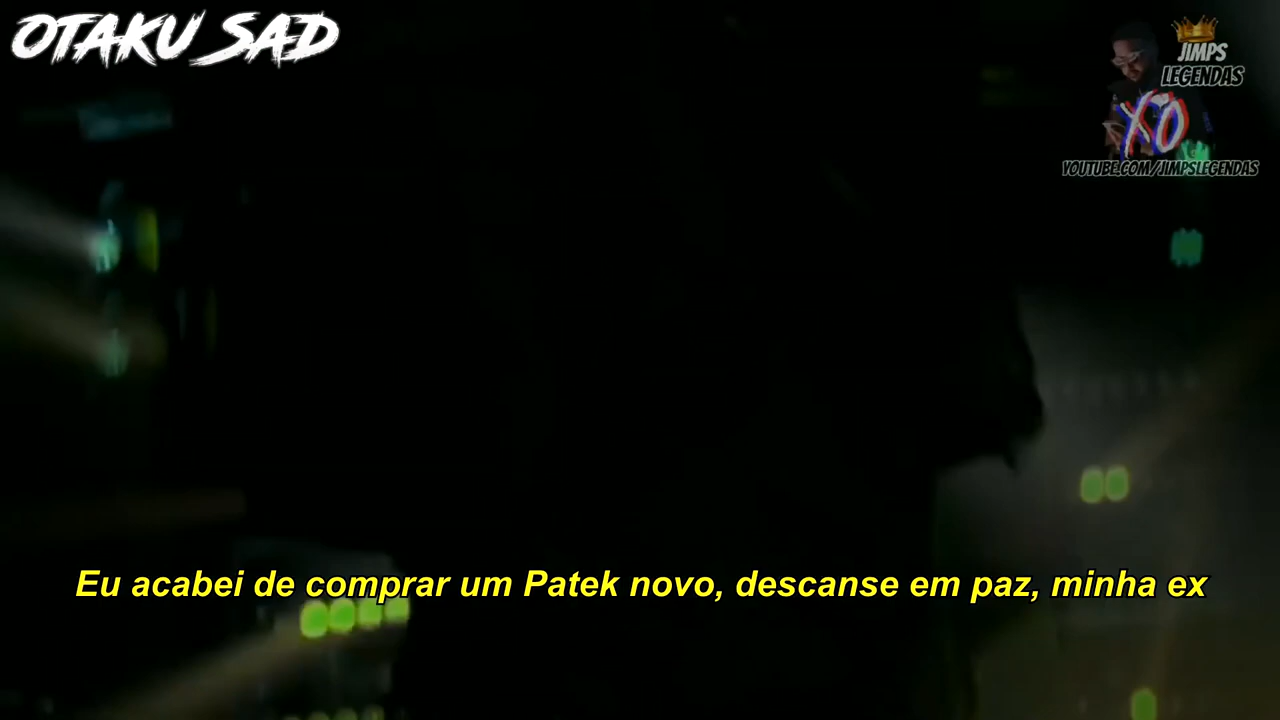 OTAKU SAD
JIMPS
LEGENDAS
XO
YOUTUBE.COM/JIMPSLEGENDAS
Eu acabei de comprar um Patek novo, descanse em paz, minha ex